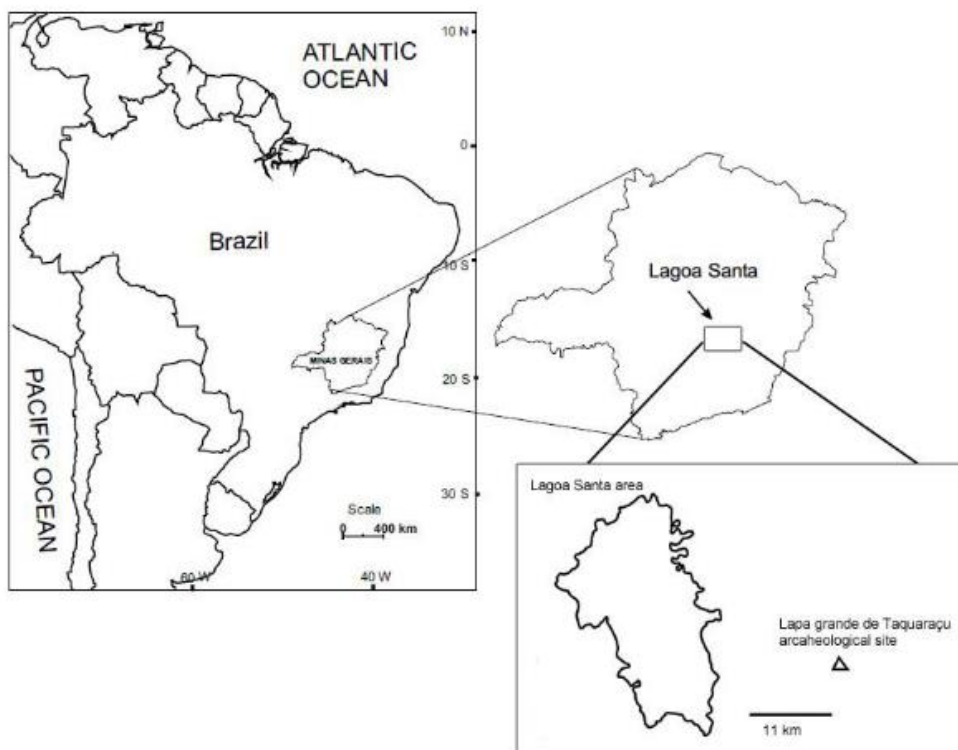 ATLANTIC
OCEAN
10 N
0
Brazil
10 S
MINAS GERAIS
20 S
PACIFIC OCEAN
30 S
Scale
0 400 km
60 W
40 W
Lagoa Santa
Lagoa Santa area
Lapa grande de Taquaraçu
arcaheological site
11 km